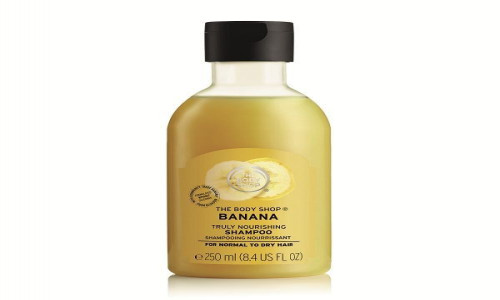 THE BODY SHOP®
BANANA
TRULY NOURISHING
SHAMPOO
SHAMPOOING NOURRISSANT
FOR NORMAL TO DRY HAIR
℮250 ml (8.4 US FL OZ)